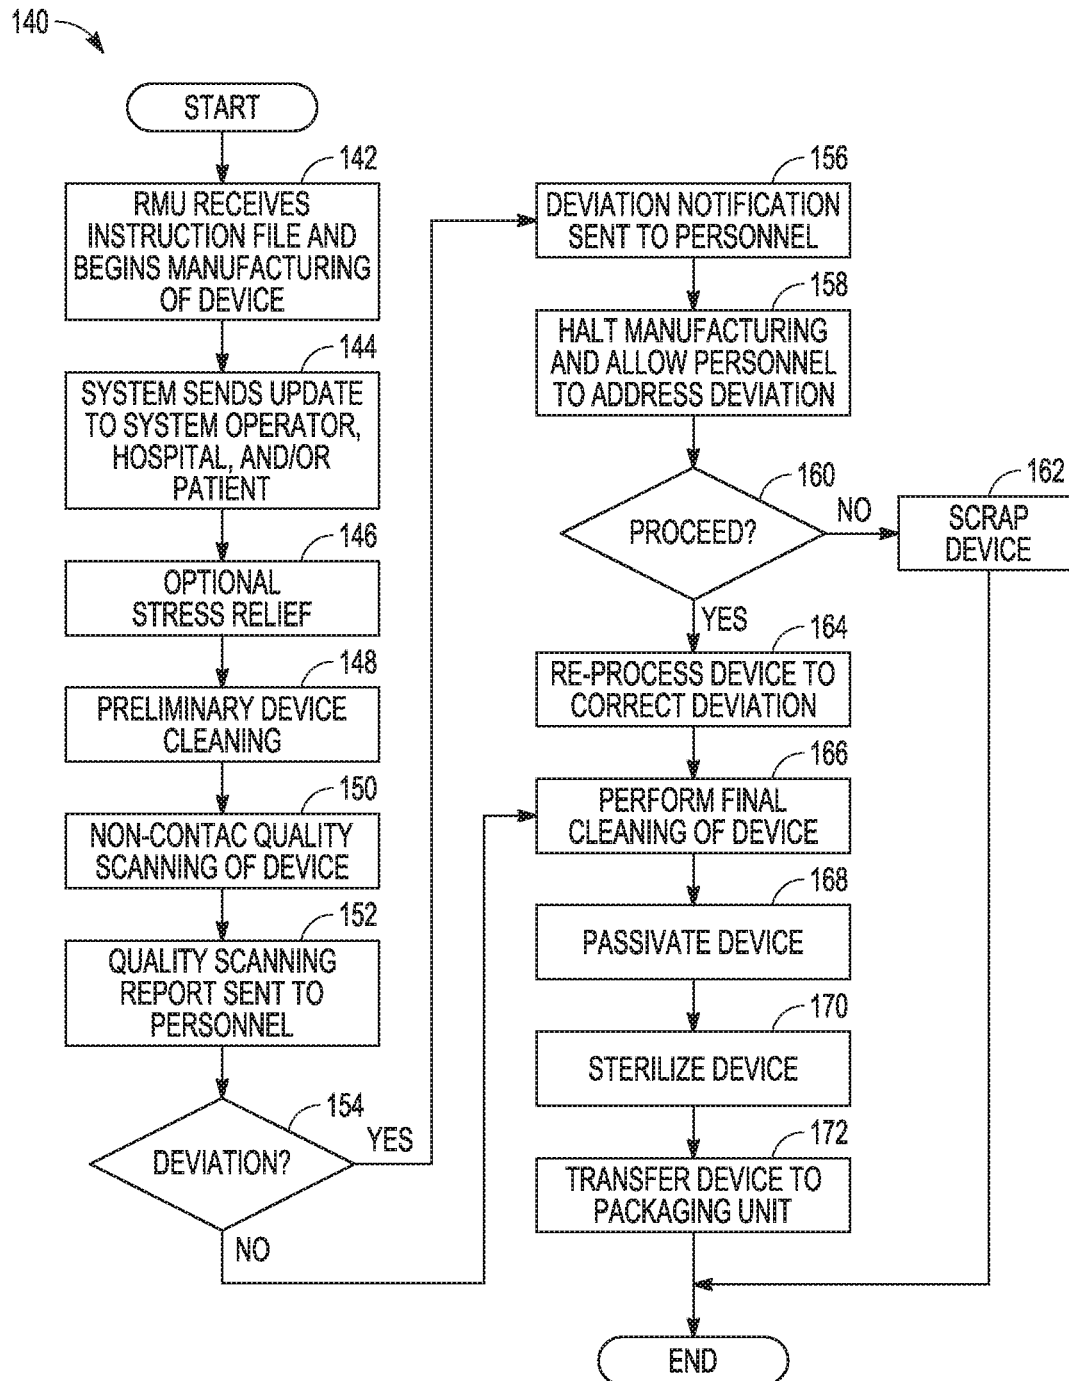 140
START
142
RMU RECEIVES
INSTRUCTION FILE AND
BEGINS MANUFACTURING
OF DEVICE
144
SYSTEM SENDS UPDATE
TO SYSTEM OPERATOR,
HOSPITAL, AND/OR
PATIENT
146
OPTIONAL
STRESS RELIEF
148
PRELIMINARY DEVICE
CLEANING
150
NON-CONTAC QUALITY
SCANNING OF DEVICE
152
QUALITY SCANNING
REPORT SENT TO
PERSONNEL
154
DEVIATION?
YES
NO
156
DEVIATION NOTIFICATION
SENT TO PERSONNEL
158
HALT MANUFACTURING
AND ALLOW PERSONNEL
TO ADDRESS DEVIATION
160
PROCEED?
NO
162
SCRAP
DEVICE
YES
164
RE-PROCESS DEVICE TO
CORRECT DEVIATION
166
PERFORM FINAL
CLEANING OF DEVICE
168
PASSIVATE DEVICE
170
STERILIZE DEVICE
172
TRANSFER DEVICE TO
PACKAGING UNIT
END